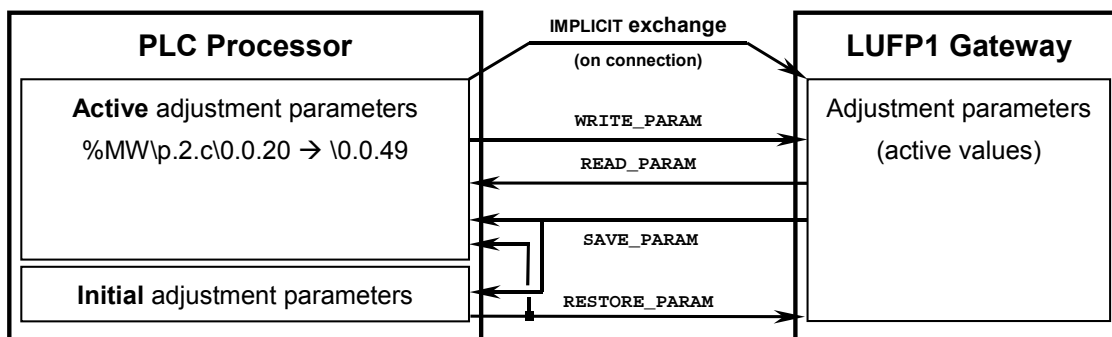 PLC Processor
Active adjustment parameters
%MW\p.2.c\0.0.20 → \0.0.49
Initial adjustment parameters
IMPLICIT exchange
(on connection)
WRITE_PARAM
READ_PARAM
SAVE_PARAM
RESTORE_PARAM
LUFP1 Gateway
Adjustment parameters
(active values)